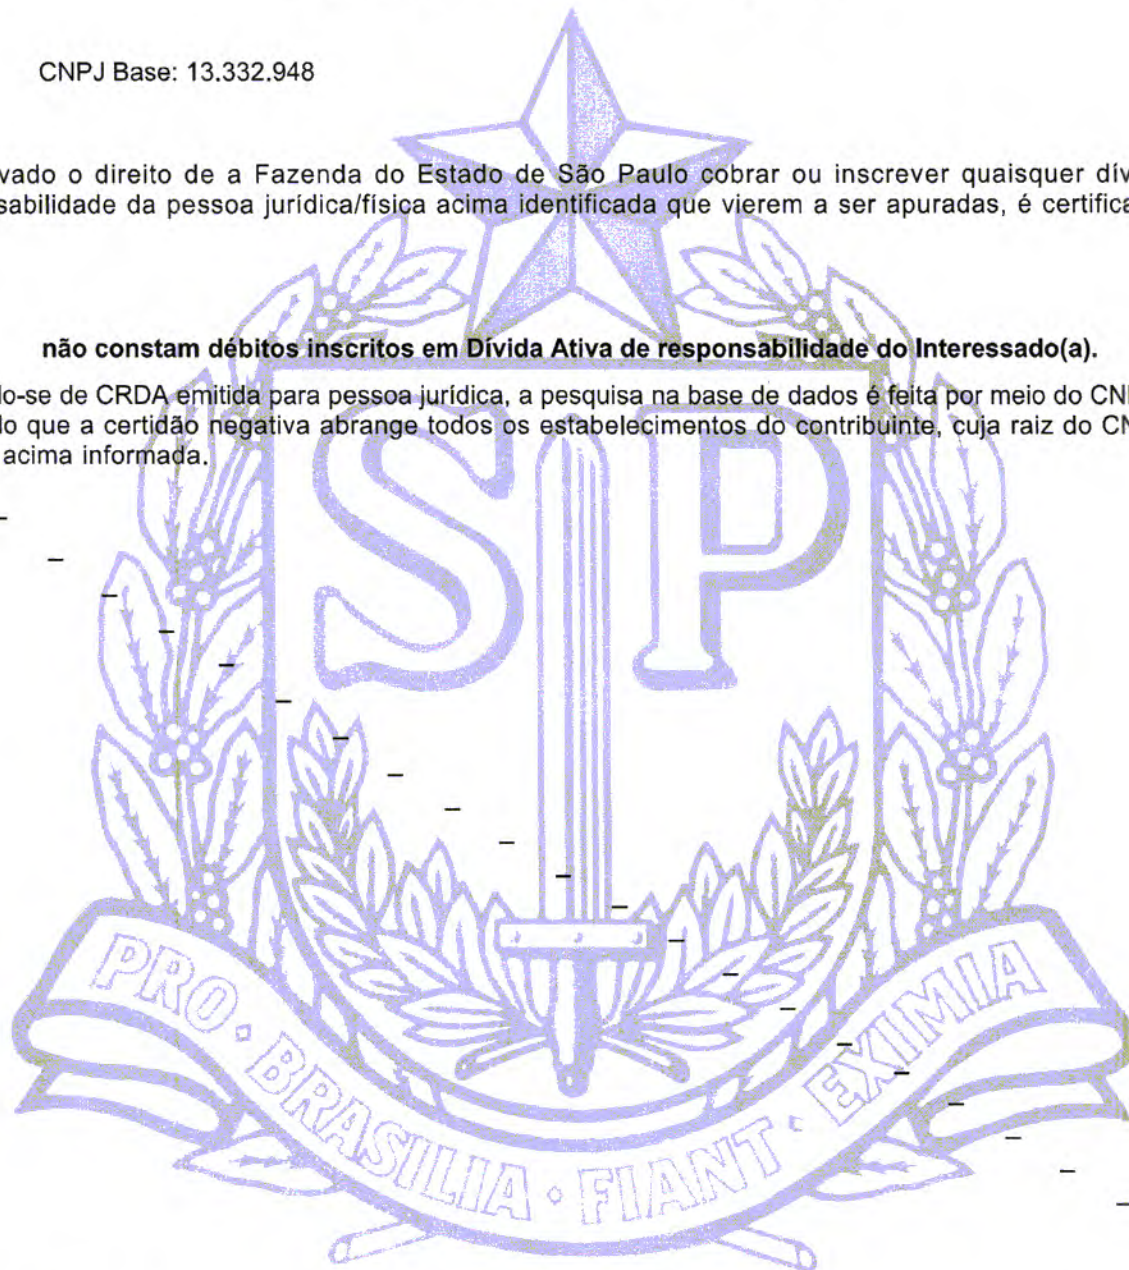 CNPJ Base: 13.332.948
vado o direito de a Fazenda do Estado de São Paulo cobrar ou inscrever quaisquer dív
sabilidade da pessoa jurídica/física acima identificada que vierem a ser apuradas, é certifica
não constam débitos inscritos em Dívida Ativa de responsabilidade do Interessado(a).
do-se de CRDA emitida para pessoa jurídica, a pesquisa na base de dados é feita por meio do CN
do que a certidão negativa abrange todos os estabelecimentos do contribuinte, cuja raiz do CN
acima informada.
SP
PRO BRASILIA FIANT EXIMIA